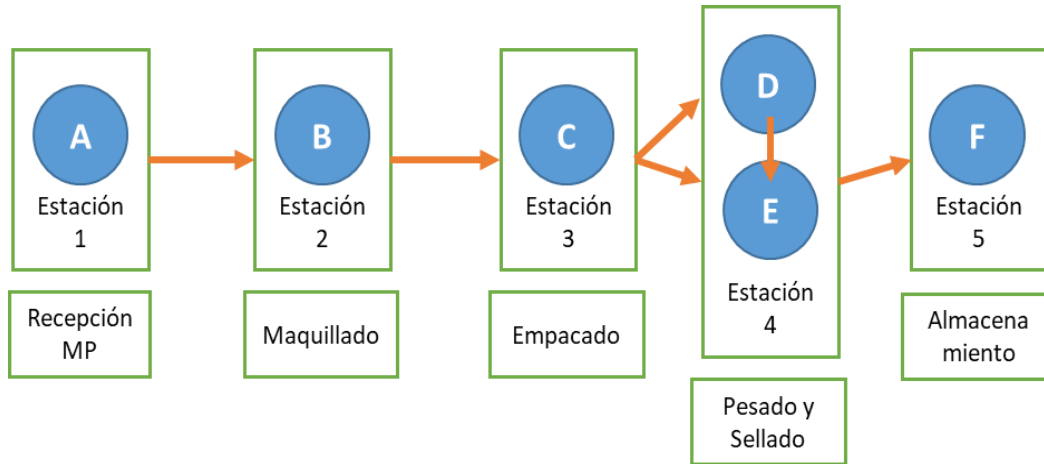 A
Estación
1
B
Estación
2
C
Estación
3
D
E
Estación
4
F
Estación
5
Recepción
MP
Maquillado
Empacado
Pesado y
Sellado
Almacena
miento